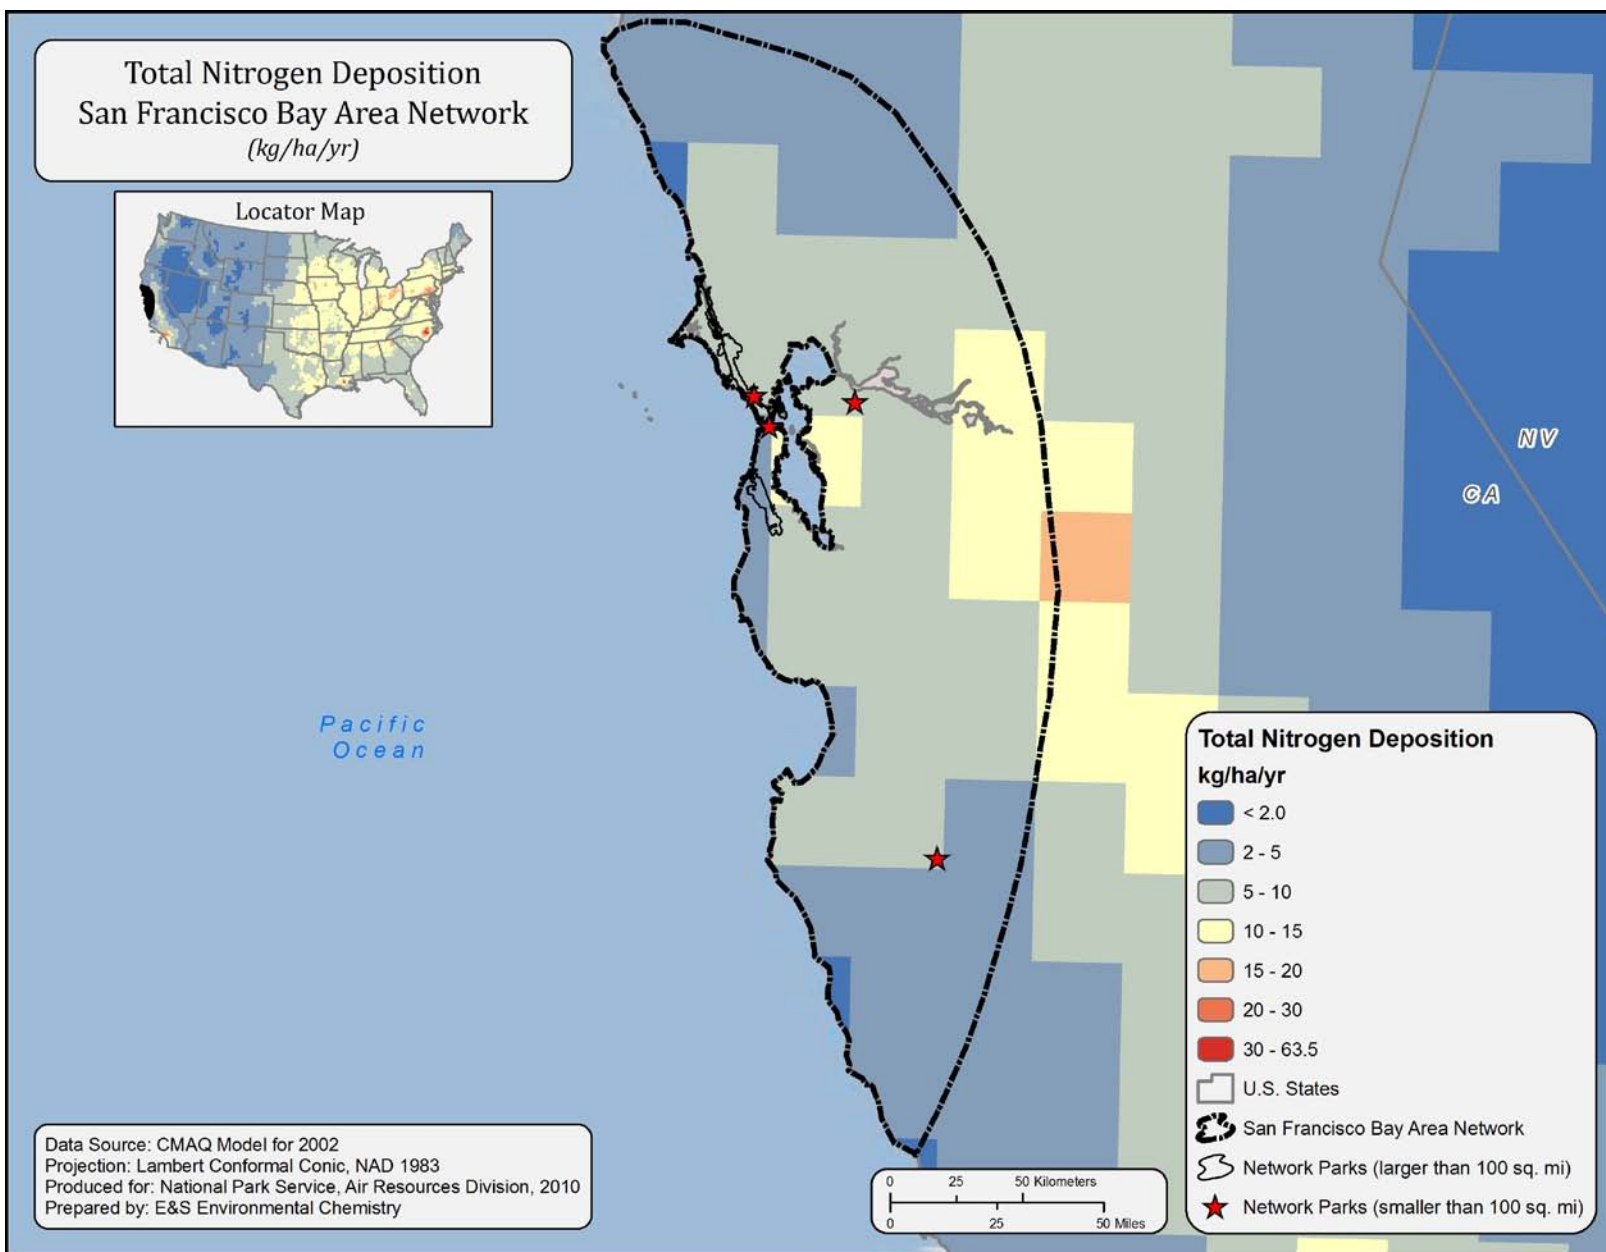 Total Nitrogen Deposition
San Francisco Bay Area Network
(kg/ha/yr)
Locator Map
NV
CA
Pacific
Ocean
Total Nitrogen Deposition
kg/ha/yr
< 2.0
2 - 5
5 - 10
10 - 15
15 - 20
20 - 30
30 - 63.5
U.S. States
San Francisco Bay Area Network
Network Parks (larger than 100 sq. mi)
Network Parks (smaller than 100 sq. mi)
Data Source: CMAQ Model for 2002
Projection: Lambert Conformal Conic, NAD 1983
Produced for: National Park Service, Air Resources Division, 2010
Prepared by: E&S Environmental Chemistry
0 25 50 Kilometers
0 25 50 Miles